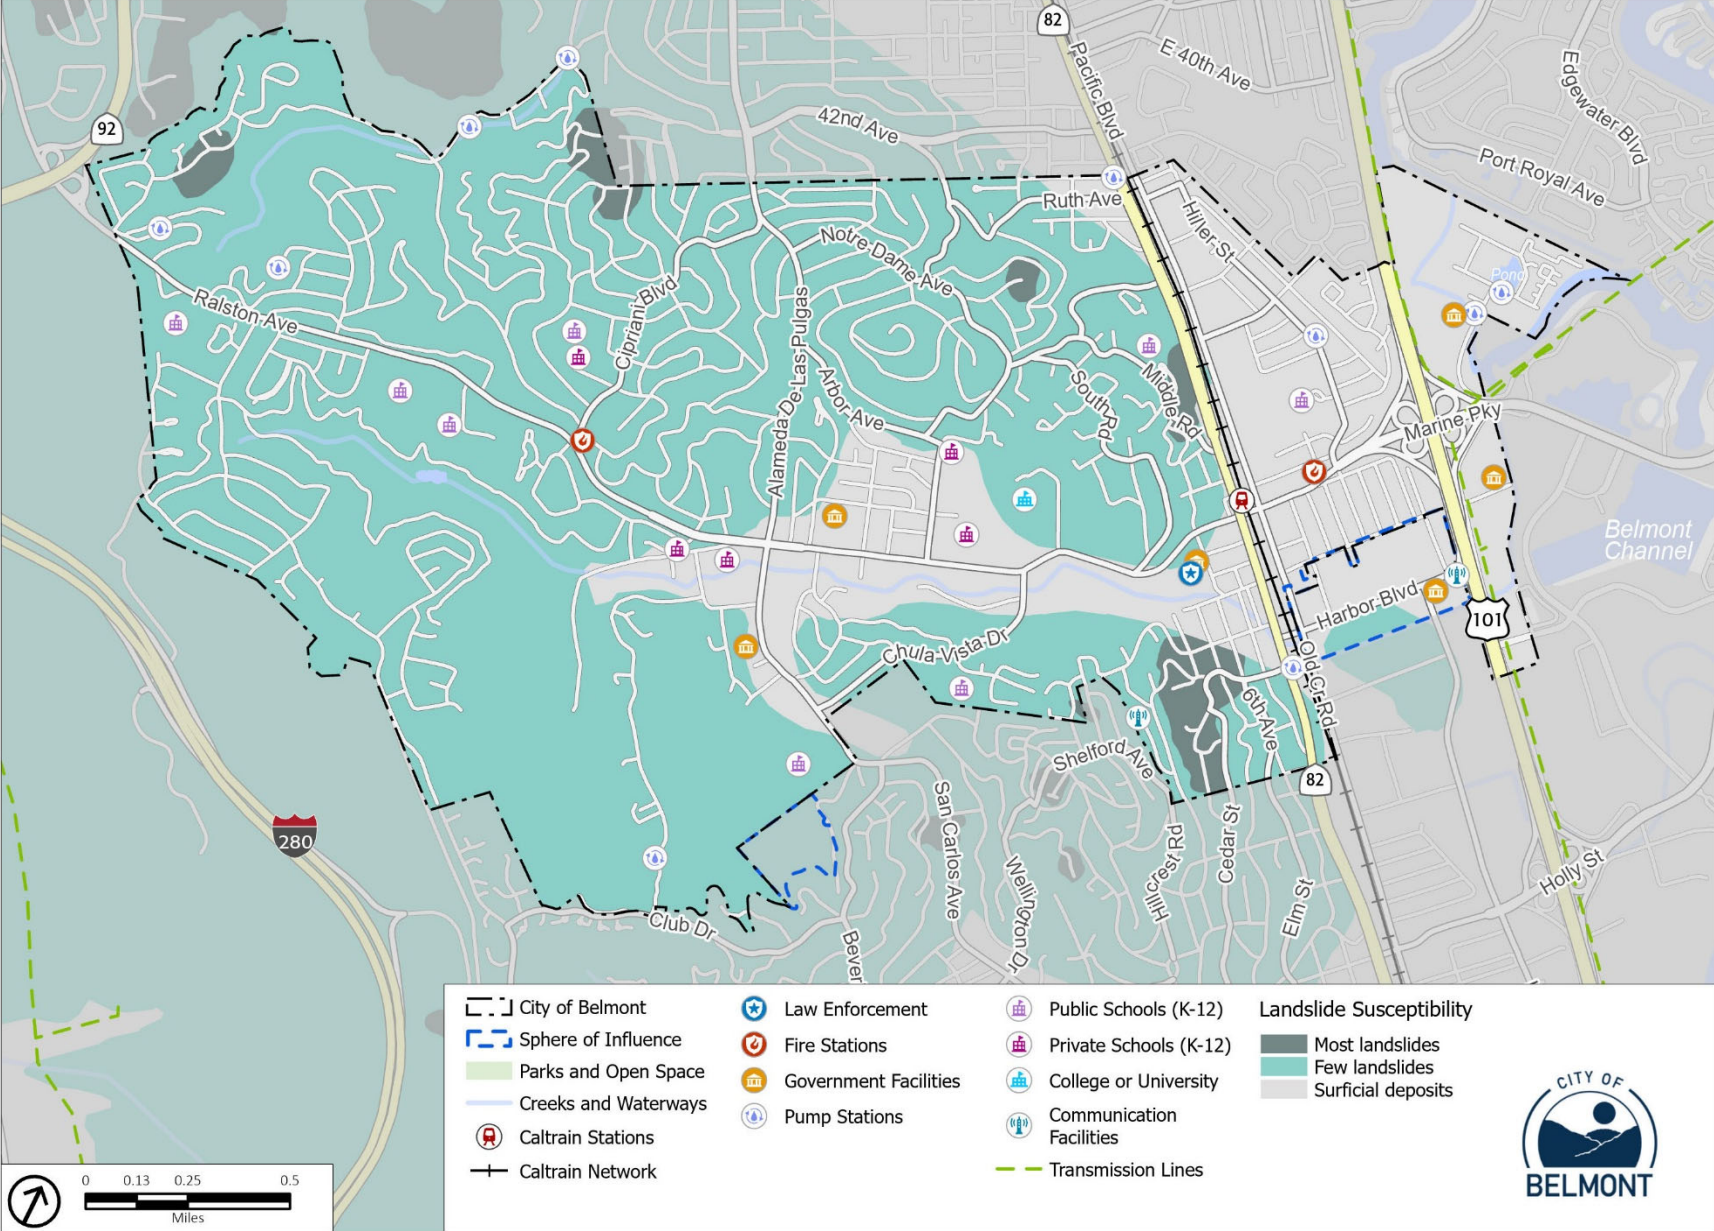 82
Pacific Blvd
E 40th Ave
Edgewater Blvd
42nd Ave
92
Port Royal Ave
Ruth Ave
Hiller St
Notre Dame Ave
Pond
Ralston Ave
Cipriani Blvd
Alameda De Las Pulgas
Arbor Ave
South Rd
Middle Rd
Marine Pky
Belmont
Channel
Harbor Blvd
101
Chula Vista Dr
Old Cr Rd
6th Ave
Shelford Ave
82
280
San Carlos Ave
Wellington Dr
Hillcrest Rd
Cedar St
Elm St
Holly St
Club Dr
Bever
City of Belmont
Sphere of Influence
Parks and Open Space
Creeks and Waterways
Caltrain Stations
Caltrain Network
Law Enforcement
Fire Stations
Government Facilities
Pump Stations
Public Schools (K-12)
Private Schools (K-12)
College or University
Communication
Facilities
Transmission Lines
Landslide Susceptibility
Most landslides
Few landslides
Surficial deposits
0 0.13 0.25 0.5
Miles
CITY OF
BELMONT